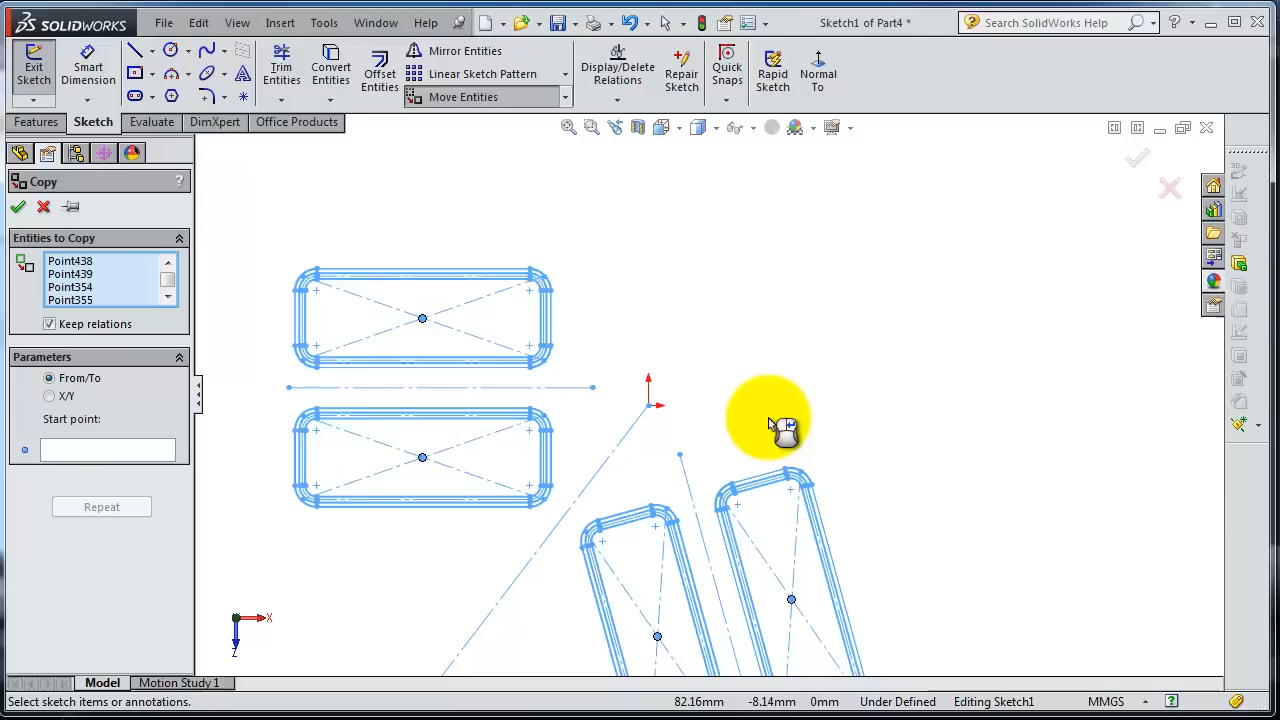 SOLIDWORKS File Edit View Insert Tools Window Help Sketch1 of Part4 * Search SolidWorks Help
Exit Sketch
Smart Dimension
Trim Entities
Convert Entities
Offset Entities
Mirror Entities
Linear Sketch Pattern
Move Entities
Display/Delete Relations
Repair Sketch
Quick Snaps
Rapid Sketch
Normal To
Features Sketch Evaluate DimXpert Office Products
Copy ?
Entities to Copy
Point438
Point439
Point354
Point355
Keep relations
Parameters
From/To
X/Y
Start point:
Repeat
X
Z
Model Motion Study 1
Select sketch items or annotations. 82.16mm -8.14mm 0mm Under Defined Editing Sketch1 MMGS ?